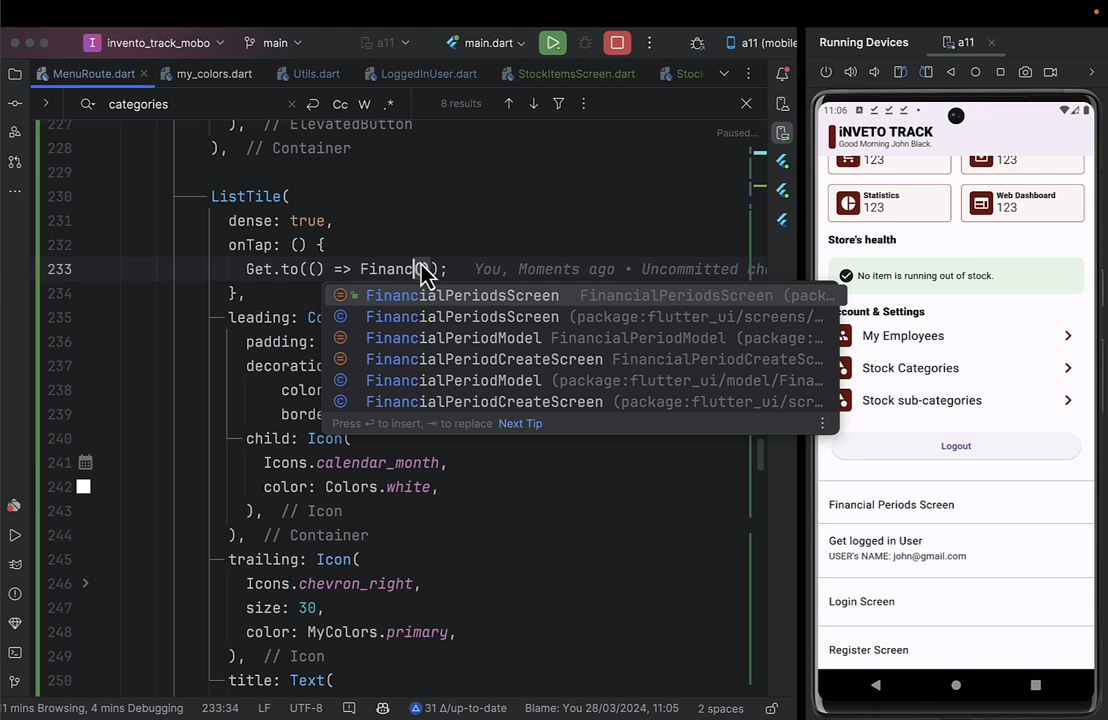 invento_track_mobo
main
a11
main.dart
a11 (mobile
Running Devices
a11
MenuRoute.dart
my_colors.dart
Utils.dart
LoggedInUser.dart
StockItemsScreen.dart
Stock
categories
Cc
W
.*
8 results
227
), // ElevatedButton
228
), // Container
Paused...
229
230
ListTile(
231
dense: true,
232
onTap: () {
233
Get.to(() => Financ();
You, Moments ago • Uncommitted ch
234
},
FinancialPeriodsScreen
FinancialPeriodsScreen (pack...
FinancialPeriodsScreen (package:flutter_ui/screens/...
FinancialPeriodModel FinancialPeriodModel (package:...
FinancialPeriodCreateScreen FinancialPeriodCreateSc...
FinancialPeriodModel (package:flutter_ui/model/Fina...
FinancialPeriodCreateScreen (package:flutter_ui/scr...
Press ⏎ to insert, ⇥ to replace
Next Tip
235
leading: Co
236
padding:
237
decoratio
238
color
239
borde
240
child: Icon(
241
Icons.calendar_month,
242
color: Colors.white,
243
), // Icon
244
), // Container
245
trailing: Icon(
246
Icons.chevron_right,
247
size: 30,
248
color: MyColors.primary,
249
), // Icon
250
title: Text(
1 mins Browsing, 4 mins Debugging
233:34
LF
UTF-8
31 Δ/up-to-date
Blame: You 28/03/2024, 11:05
2 spaces
11:06
iNVETO TRACK
Good Morning John Black.
123
123
Statistics
123
Web Dashboard
123
Store's health
No item is running out of stock.
ccount & Settings
My Employees
Stock Categories
Stock sub-categories
Logout
Financial Periods Screen
Get logged in User
USER's NAME: john@gmail.com
Login Screen
Register Screen